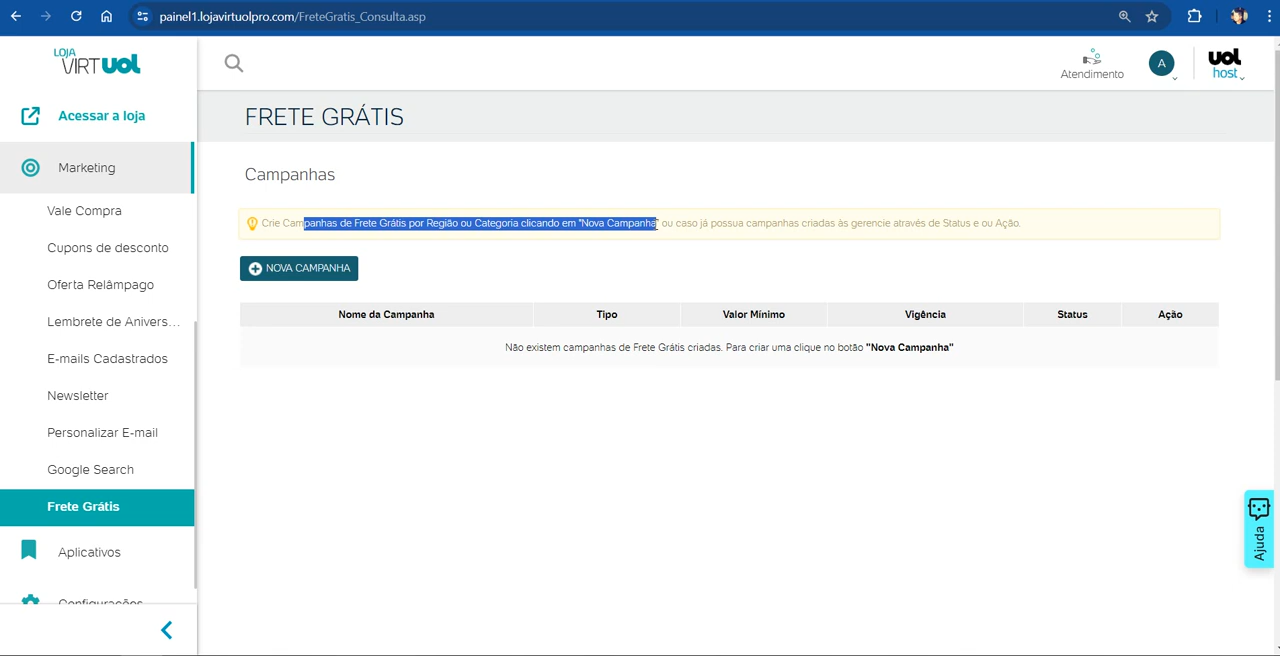 painel1.lojavirtuolpro.com/FreteGratis_Consulta.asp
LOJA
VIRTUOL
Atendimento
A
UOL
host
Acessar a loja
FRETE GRÁTIS
Marketing
Campanhas
Vale Compra
Crie Campanhas de Frete Grátis por Região ou Categoria clicando em "Nova Campanha" ou caso já possua campanhas criadas às gerencie através de Status e ou Ação.
Cupons de desconto
NOVA CAMPANHA
Oferta Relâmpago
Nome da Campanha Tipo Valor Mínimo Vigência Status Ação
Lembrete de Anivers...
Não existem campanhas de Frete Grátis criadas. Para criar uma clique no botão "Nova Campanha"
E-mails Cadastrados
Newsletter
Personalizar E-mail
Google Search
Frete Grátis
Ajuda
Aplicativos
Configurações